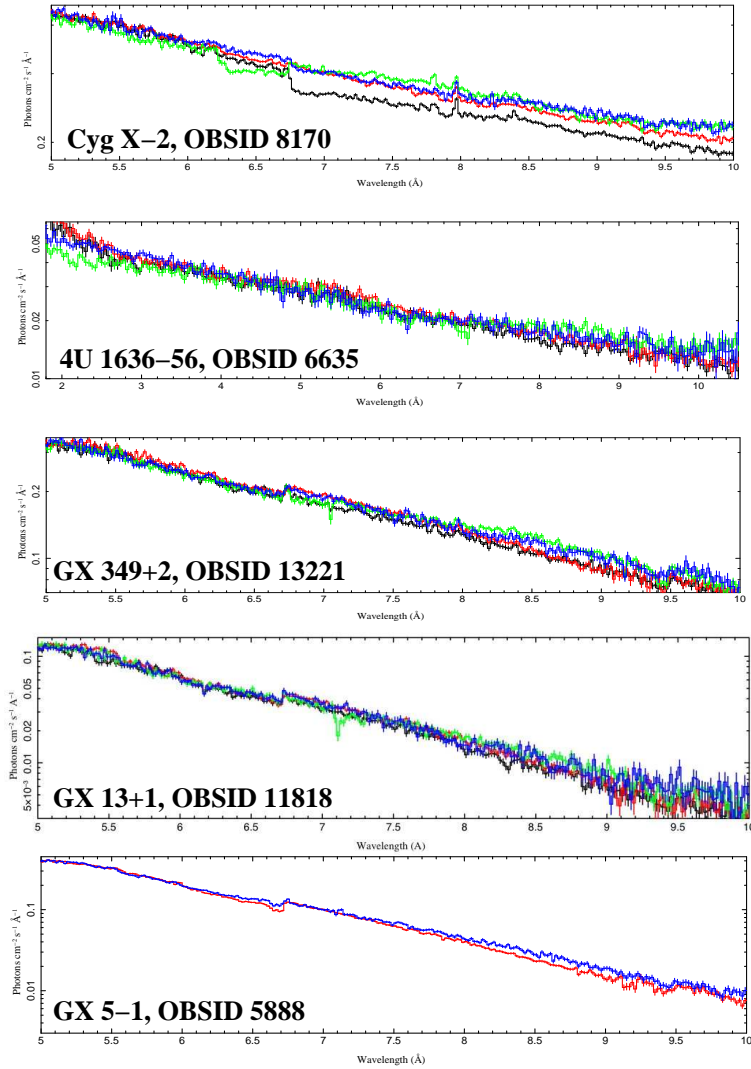 Photons cm⁻² s⁻¹ Å⁻¹
0.2
Cyg X−2, OBSID 8170
5 5.5 6 6.5 7 7.5 8 8.5 9 9.5 10
Wavelength (Å)
Photons cm⁻² s⁻¹ Å⁻¹
0.05
0.02
0.01
4U 1636−56, OBSID 6635
2 3 4 5 6 7 8 9 10
Wavelength (Å)
Photons cm⁻² s⁻¹ Å⁻¹
0.2
0.1
GX 349+2, OBSID 13221
5 5.5 6 6.5 7 7.5 8 8.5 9 9.5 10
Wavelength (Å)
Photons cm⁻² s⁻¹ Å⁻¹
0.1
0.05
0.02
0.01
5×10⁻³
GX 13+1, OBSID 11818
5 5.5 6 6.5 7 7.5 8 8.5 9 9.5 10
Wavelength (A)
Photons cm⁻² s⁻¹ Å⁻¹
0.1
0.01
GX 5−1, OBSID 5888
5 5.5 6 6.5 7 7.5 8 8.5 9 9.5 10
Wavelength (Å)